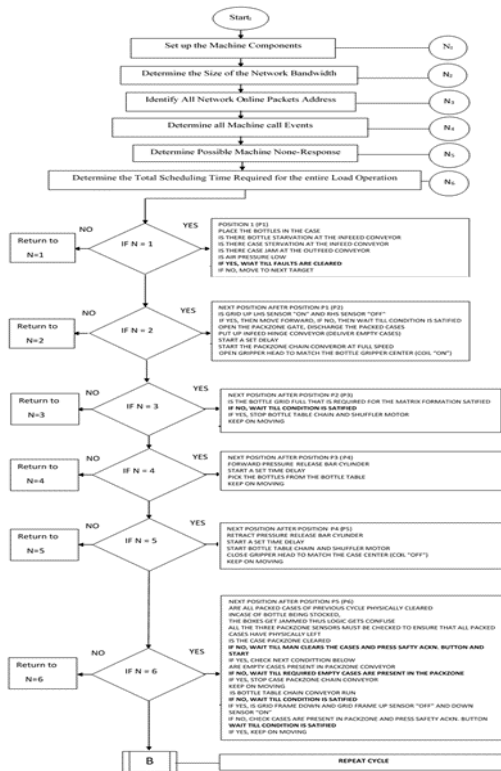 Start.
Set up the Machine Components
N₁
Determine the Size of the Network Bandwidth
N₂
Identify All Network Online Packets Address
N₃
Determine all Machine call Events
N₄
Determine Possible Machine None-Response
N₅
Determine the Total Scheduling Time Required for the entire Load Operation
N₆
NO
YES
Return to
N=1
IF N = 1
POSITION 1 (P1)
PLACE THE BOTTLES IN THE CASE
IS THERE BOTTLE STARVATION AT THE INFEEED CONVEYOR
IS THERE CASE STERVATION AT THE INFEED CONVEYOR
IS THERE CASE JAM AT THE OUTFEED CONVEYOR
IS AIR PRESSURE LOW
IF YES, WIAT TILL FAULTS ARE CLEARED
IF NO, MOVE TO NEXT TARGET
NO
YES
Return to
N=2
IF N = 2
NEXT POSITION AFETR POSITION P1 (P2)
IS GRID UP LHS SENSOR "ON" AND RHS SENSOR "OFF"
IF YES, THEN MOVE FORWARD, IF NO, THEN WAIT TILL CONDITION IS SATIFIED
OPEN THE PACKZONE GATE, DISCHARGE THE PACKED CASES
PUT UP INFEED HINGE CONVEYOR (DELIVER EMPTY CASES)
START A SET DELAY
START THE PACKZONE CHAIN CONVEROR AT FULL SPEED
OPEN GRIPPER HEAD TO MATCH THE BOTTLE GRIPPER CENTER (COIL "ON")
NO
YES
Return to
N=3
IF N = 3
NEXT POSITION AFTER POSITION P2 (P3)
IS THE BOTTLE GRID FULL THAT IS REQUIRED FOR THE MATRIX FORMATION SATIFIED
IF NO, WAIT TILL CONDITION IS SATIFIED
IF YES, STOP BOTTLE TABLE CHAIN AND SHUFFLER MOTOR
KEEP ON MOVING
NO
YES
Return to
N=4
IF N = 4
NEXT POSITION AFTER POSITION P3 (P4)
FORWARD PRESSURE RELEASE BAR CYLINDER
START A SET TIME DELAY
PICK THE BOTTLES FROM THE BOTTLE TABLE
KEEP ON MOVING
NO
YES
Return to
N=5
IF N = 5
NEXT POSITION AFTER POSITION P4 (P5)
RETRACT PRESSURE RELEASE BAR CYLINDER
START A SET TIME DELAY
START BOTTLE TABLE CHAIN AND SHUFFLER MOTOR
CLOSE GRIPPER HEAD TO MATCH THE CASE CENTER (COIL "OFF")
KEEP ON MOVING
NO
YES
Return to
N=6
IF N = 6
NEXT POSITION AFTER POSITION P5 (P6)
ARE ALL PACKED CASES OF PREVIOUS CYCLE PHYSICALLY CLEARED
INCASE OF BOTTLE BEING STOCKED,
THE BOXES GET JAMMED THUS LOGIC GETS CONFUSE
ALL THE THREE PACKZONE SENSORS MUST BE CHECKED TO ENSURE THAT ALL PACKED
CASES HAVE PHYSICALLY LEFT
IS THE CASE PACKZONE CLEARED
IF NO, WAIT TILL MAN CLEARS THE CASES AND PRESS SAFTY ACKN. BUTTON AND
START
IF YES, CHECK NEXT CONDITTION BELOW
ARE EMPTY CASES PRESENT IN PACKZONE CONVEYOR
IF NO, WAIT TILL REQUIRED EMPTY CASES ARE PRESENT IN THE PACKZONE
IF YES, STOP CASE PACKZONE CHAIN CONVEYOR
KEEP ON MOVING
IS BOTTLE TABLE CHAIN CONVEYOR RUN
IF NO, WAIT TILL CONDITION IS SATIFIED
IF YES, IS GRID FRAME DOWN AND GRID FRAME UP SENSOR "OFF" AND DOWN
SENSOR "ON"
IF NO, CHECK CASES ARE PRESENT IN PACKZONE AND PRESS SAFETY ACKN. BUTTON
WAIT TILL CONDITION IS SATIFIED
IF YES, KEEP ON MOVING
B
REPEAT CYCLE